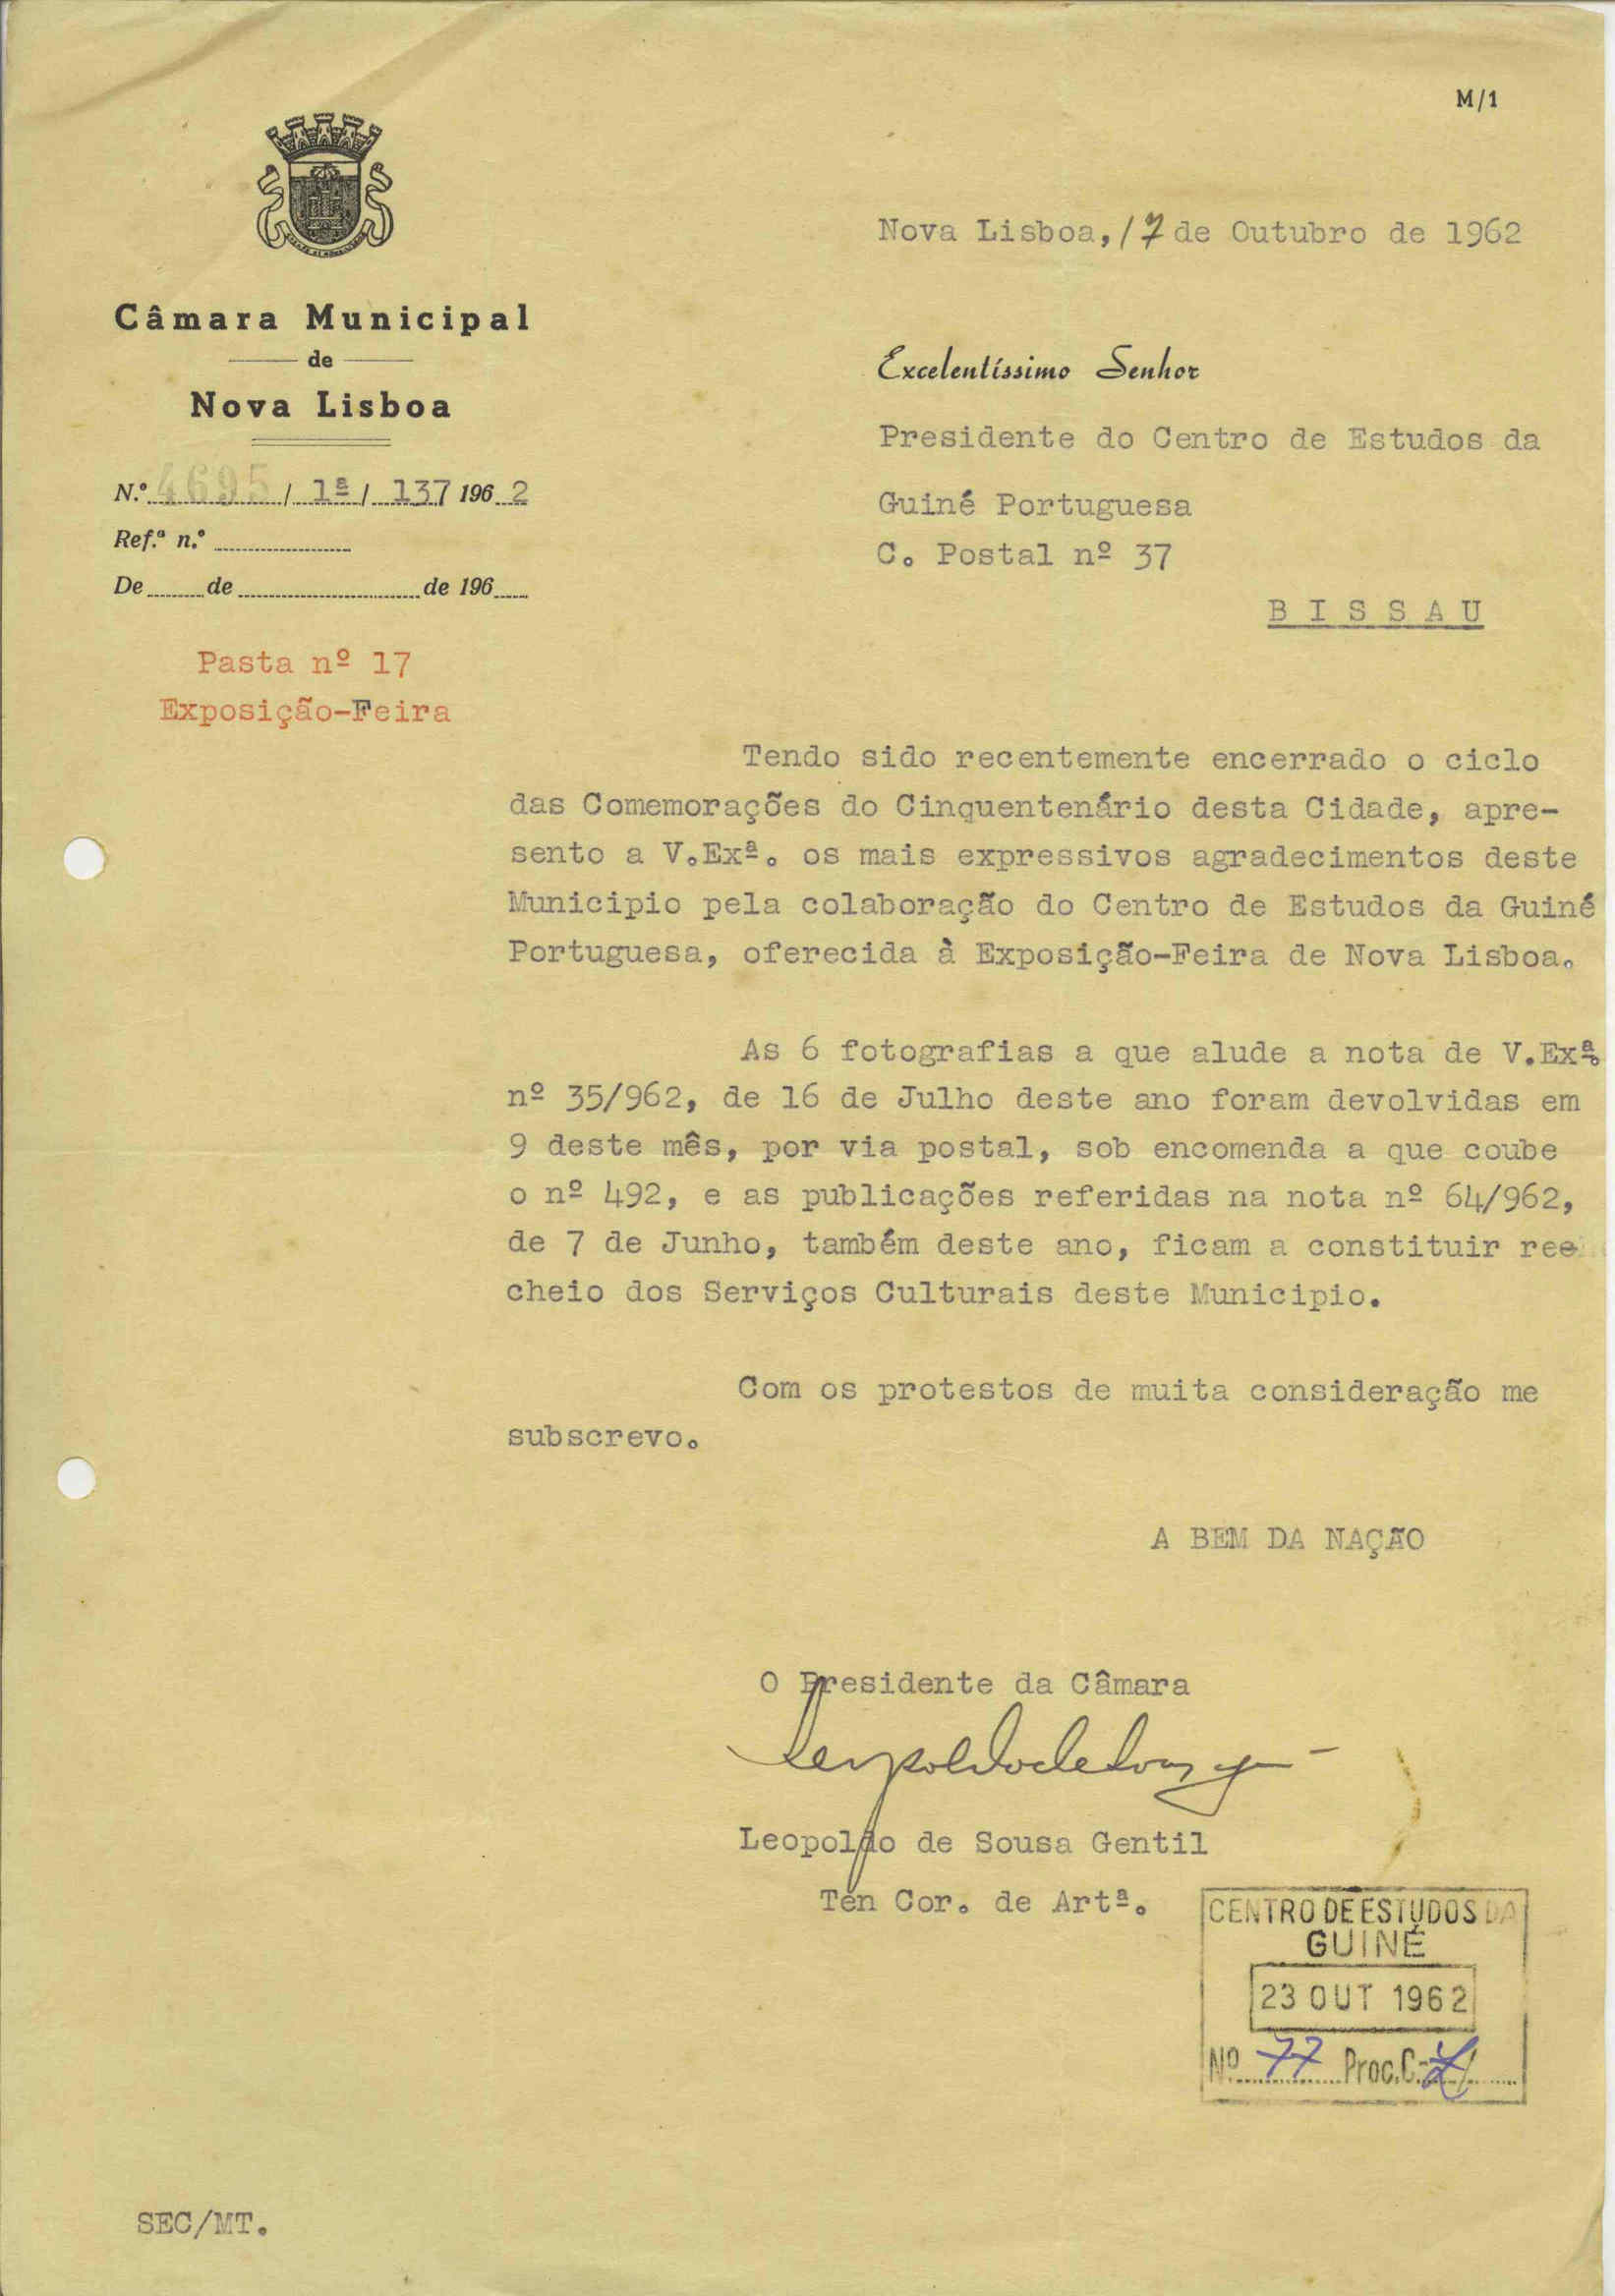 M/1
Nova Lisboa, 17 de Outubro de 1962
Câmara Municipal
de
Nova Lisboa
N.º 4695 / 1ª / 137 196 2
Ref.ª n.º
De de de 196
Pasta nº 17
Exposição-Feira
Excelentíssimo Senhor
Presidente do Centro de Estudos da
Guiné Portuguesa
C. Postal nº 37
B I S S A U
Tendo sido recentemente encerrado o ciclo
das Comemorações do Cinquentenário desta Cidade, apre-
sento a V.Exª. os mais expressivos agradecimentos deste
Municipio pela colaboração do Centro de Estudos da Guiné
Portuguesa, oferecida à Exposição-Feira de Nova Lisboa.
As 6 fotografias a que alude a nota de V.Exª.
nº 35/962, de 16 de Julho deste ano foram devolvidas em
9 deste mês, por via postal, sob encomenda a que coube
o nº 492, e as publicações referidas na nota nº 64/962,
de 7 de Junho, também deste ano, ficam a constituir re-
cheio dos Serviços Culturais deste Municipio.
Com os protestos de muita consideração me
subscrevo.
A BEM DA NAÇÃO
O Presidente da Câmara
Leopoldo de Sousa Gentil
Ten Cor. de Artª.
CENTRO DE ESTUDOS DA
GUINÉ
23 OUT 1962
Nº 77 Proc. C-
SEC/MT.